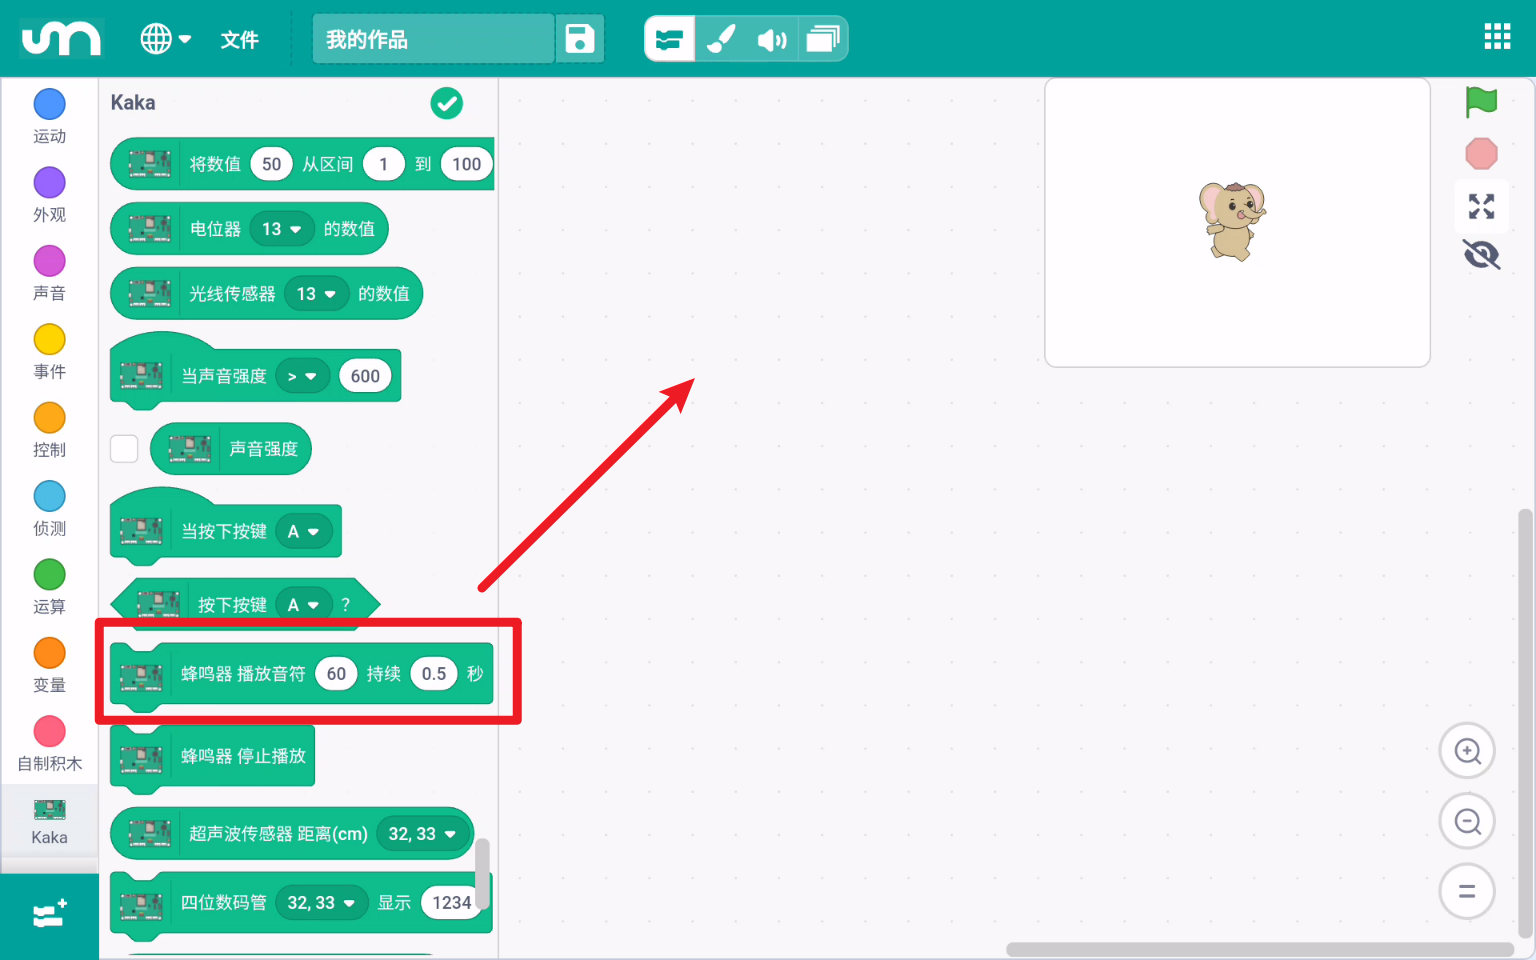 um
文件
我的作品
运动
外观
声音
事件
控制
侦测
运算
变量
自制积木
Kaka
Kaka
将数值 50 从区间 1 到 100
电位器 13 的数值
光线传感器 13 的数值
当声音强度 > 600
声音强度
当按下按键 A
按下按键 A ?
蜂鸣器 播放音符 60 持续 0.5 秒
蜂鸣器 停止播放
超声波传感器 距离(cm) 32, 33
四位数码管 32, 33 显示 1234